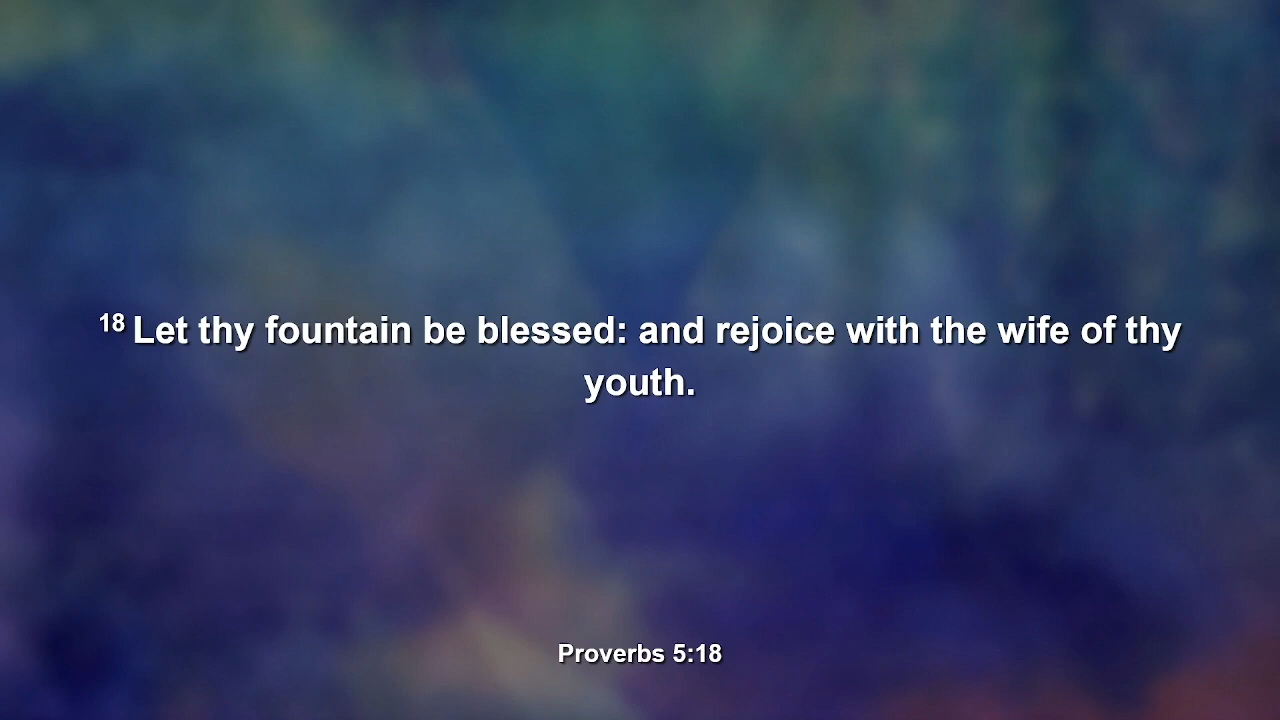 18 Let thy fountain be blessed: and rejoice with the wife of thy
youth.
Proverbs 5:18